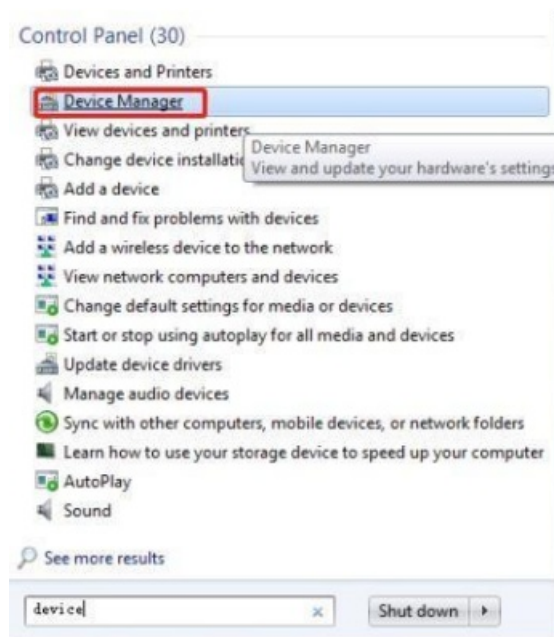 Control Panel (30)
Devices and Printers
Device Manager
View devices and printers
Device Manager
View and update your hardware's settings
Change device installati
Add a device
Find and fix problems with devices
Add a wireless device to the network
View network computers and devices
Change default settings for media or devices
Start or stop using autoplay for all media and devices
Update device drivers
Manage audio devices
Sync with other computers, mobile devices, or network folders
Learn how to use your storage device to speed up your computer
AutoPlay
Sound
See more results
device
Shut down